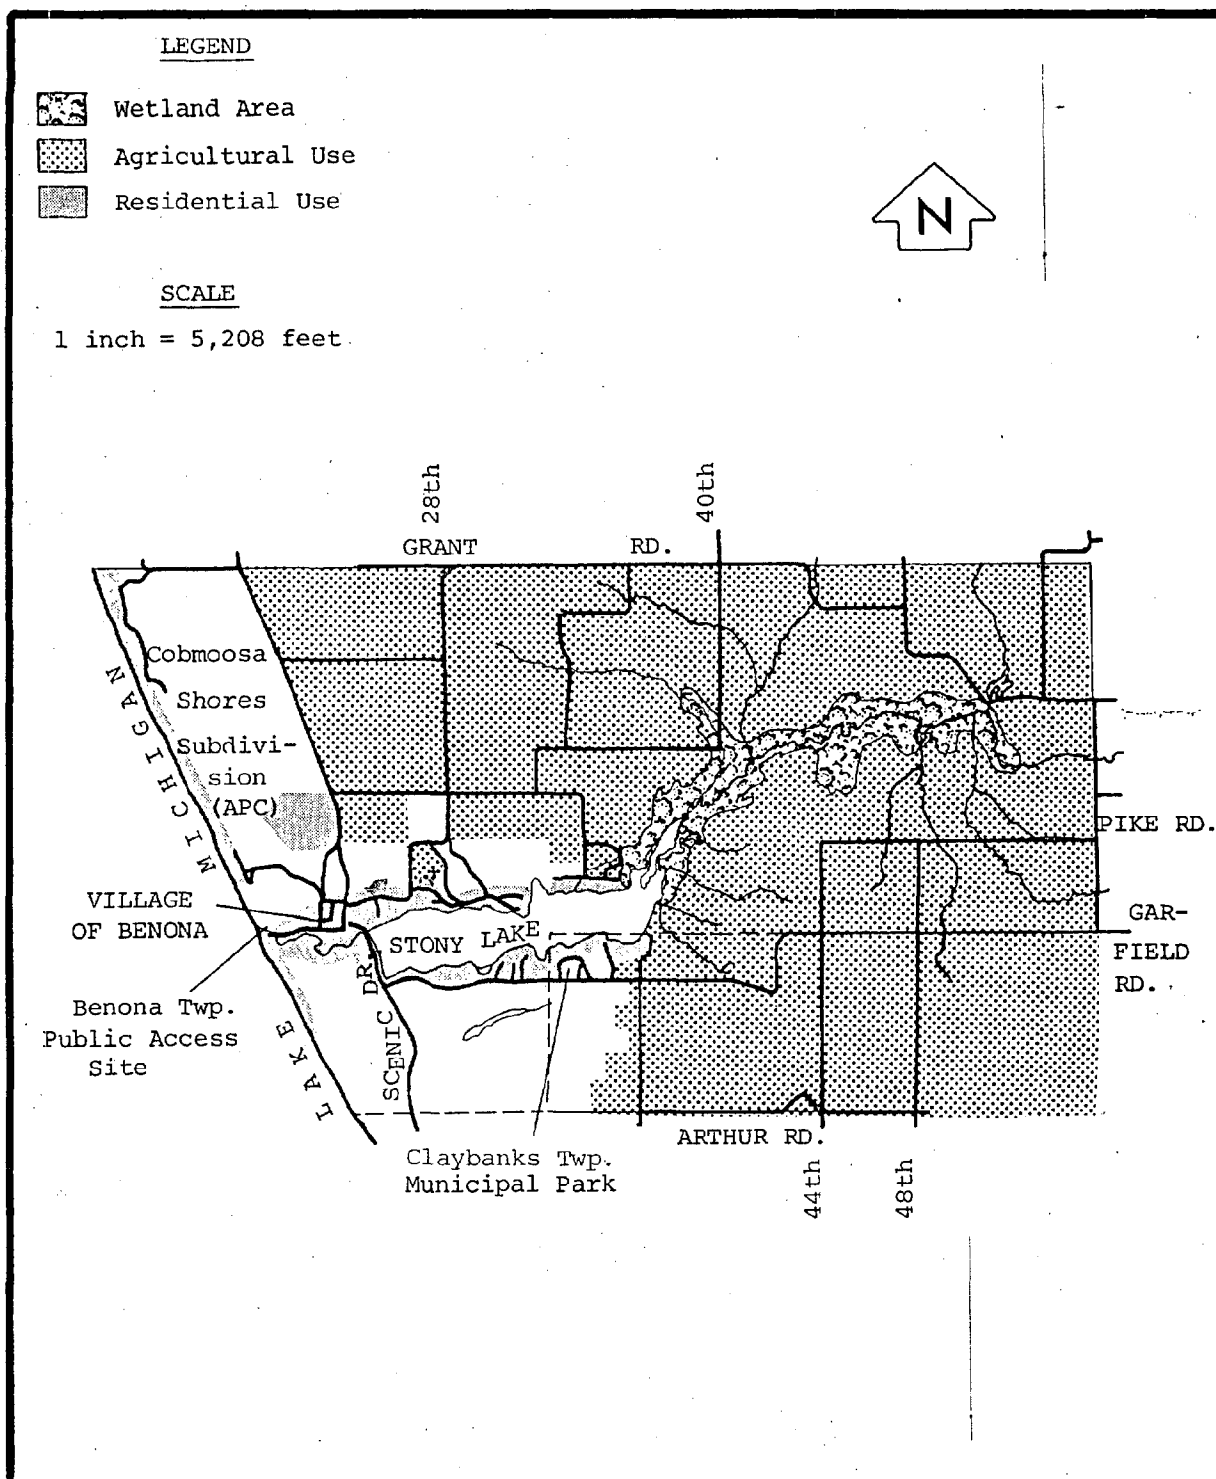 LEGEND
Wetland Area
Agricultural Use
Residential Use
SCALE
1 inch = 5,208 feet
N
28th
40th
GRANT RD.
Cobmoosa
Shores
Subdivi-
sion
(APC)
LAKE MICHIGAN
VILLAGE
OF BENONA
STONY LAKE
PIKE RD.
GAR-
FIELD
RD.
Benona Twp.
Public Access
Site
SCENIC DR.
ARTHUR RD.
Claybanks Twp.
Municipal Park
44th
48th